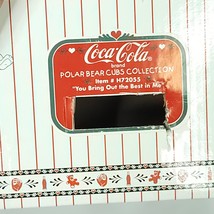 Coca-Cola
brand
POLAR BEAR CUBS COLLECTION
Item # H72055
"You Bring Out the Best in Me"